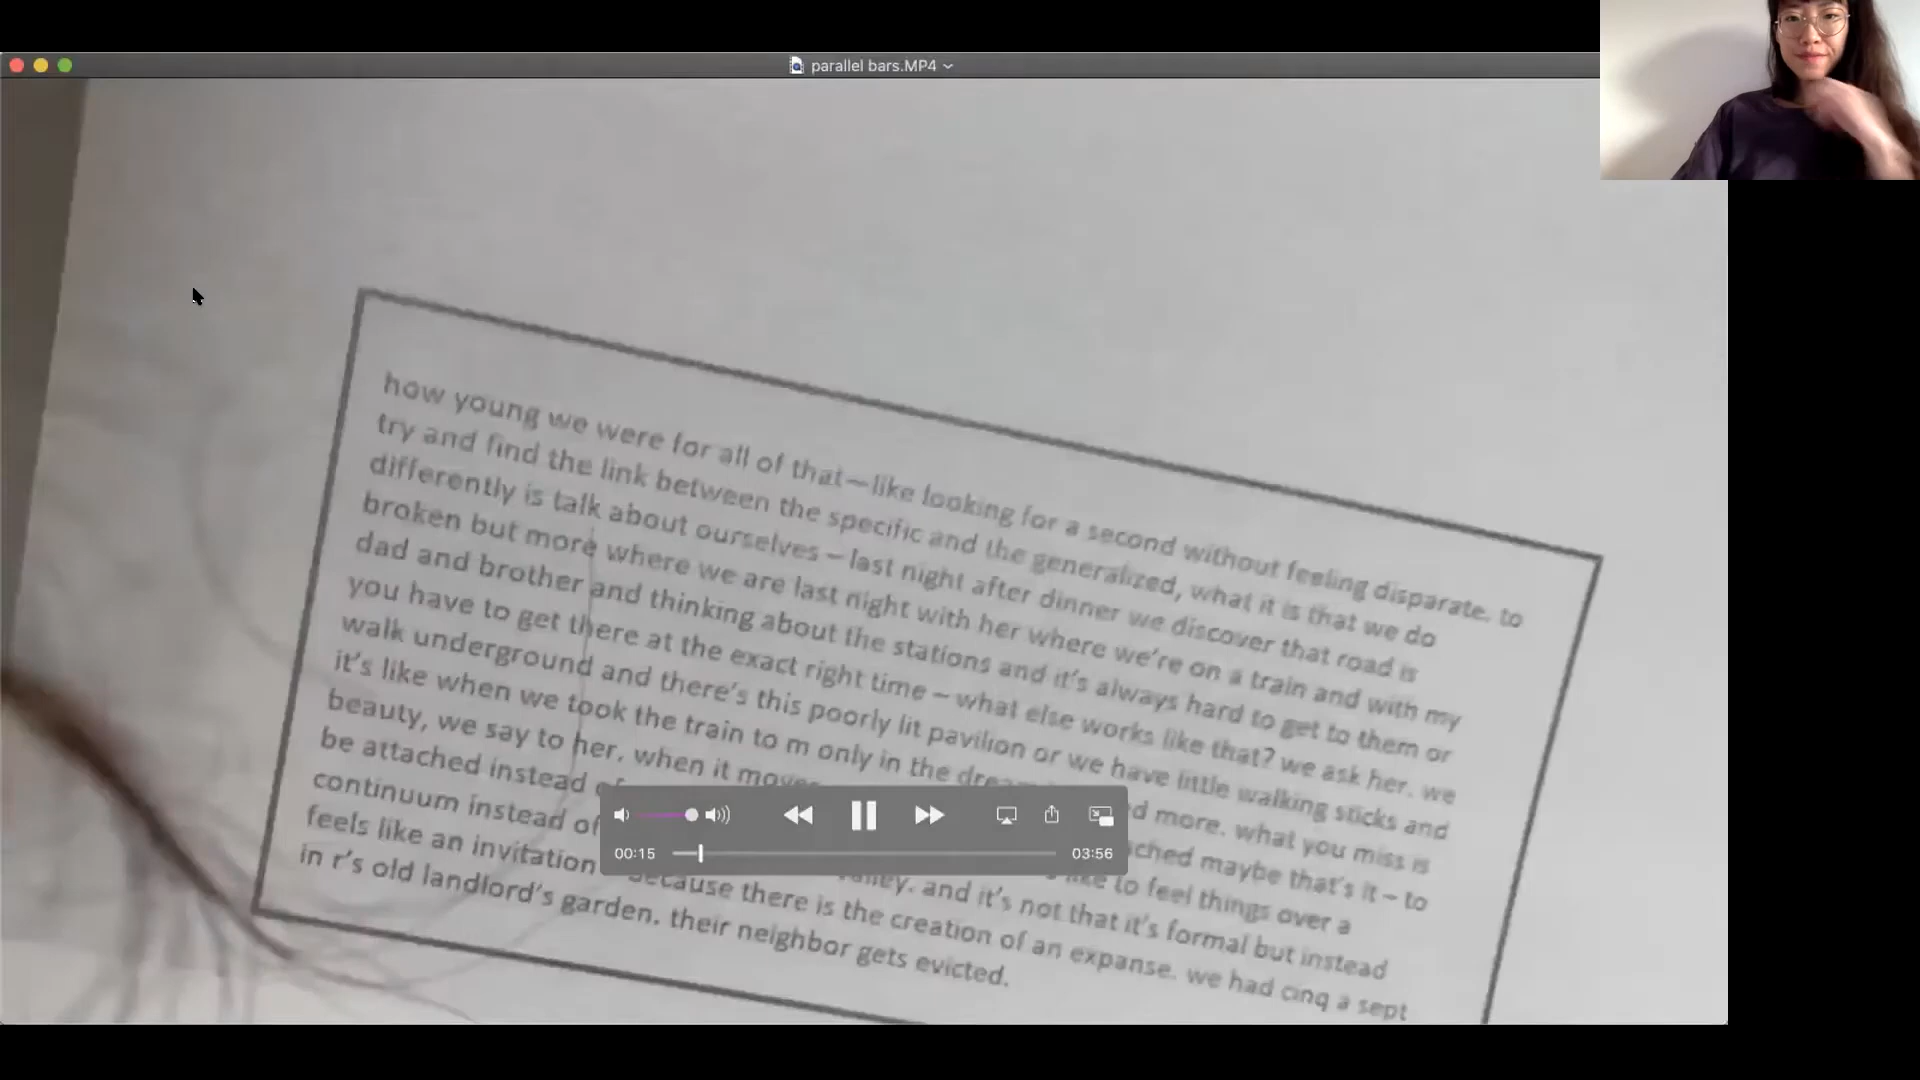 parallel bars.MP4
how young we were for all of that—like looking for a second without feeling disparate. to
try and find the link between the specific and the generalized, what it is that we do
differently is talk about ourselves – last night after dinner we discover that road is
broken but more where we are last night with her where we're on a train and with my
dad and brother and thinking about the stations and it's always hard to get to them or
you have to get there at the exact right time – what else works like that? we ask her. we
walk underground and there's this poorly lit pavilion or we have little walking sticks and
it's like when we took the train to m only in the more. what you miss is
beauty, we say to her. when it moves maybe that's it – to
be attached instead of like to feel things over a
continuum instead of valley. and it's not that it's formal but instead
feels like an invitation because there is the creation of an expanse. we had cinq a sept
in r's old landlord's garden. their neighbor gets evicted.
00:15
03:56